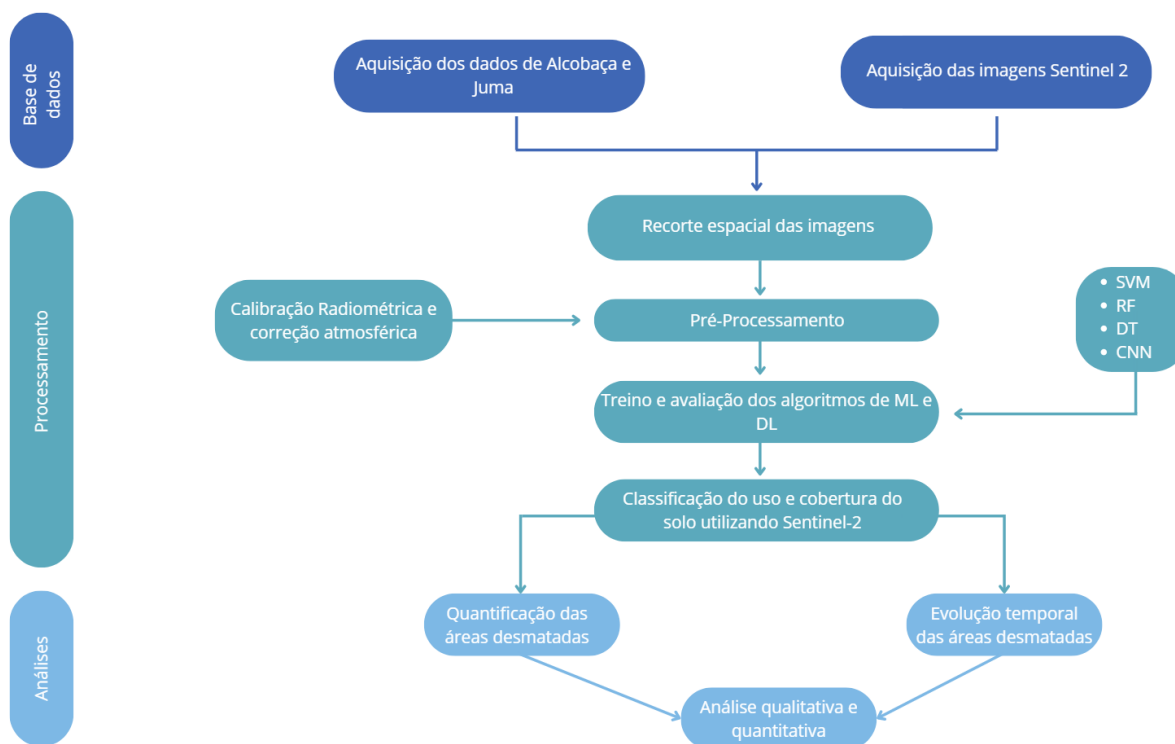 Base de
dados
Aquisição dos dados de Alcobaça e
Juma
Aquisição das imagens Sentinel 2
Processamento
Recorte espacial das imagens
Calibração Radiométrica e
correção atmosférica
Pré-Processamento
• SVM
• RF
• DT
• CNN
Treino e avaliação dos algoritmos de ML e
DL
Classificação do uso e cobertura do
solo utilizando Sentinel-2
Análises
Quantificação das
áreas desmatadas
Evolução temporal
das áreas desmatadas
Análise qualitativa e
quantitativa